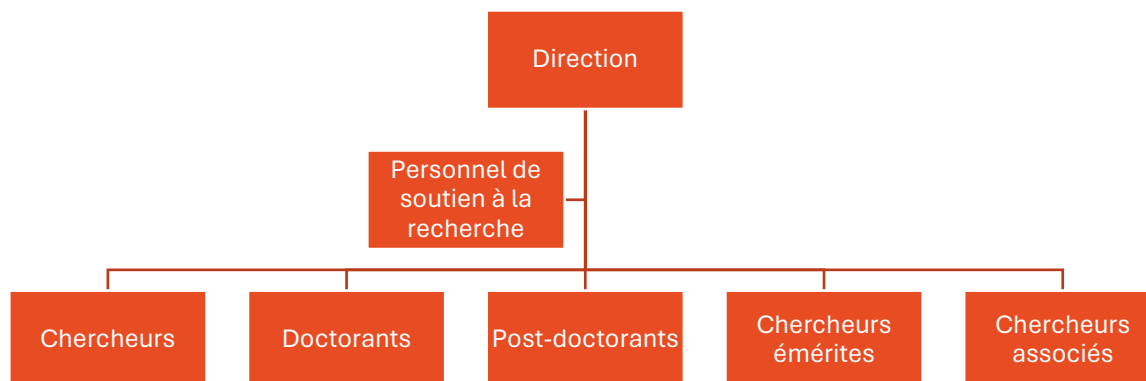 Direction
Personnel de
soutien à la
recherche
Chercheurs
Doctorants
Post-doctorants
Chercheurs
émérites
Chercheurs
associés